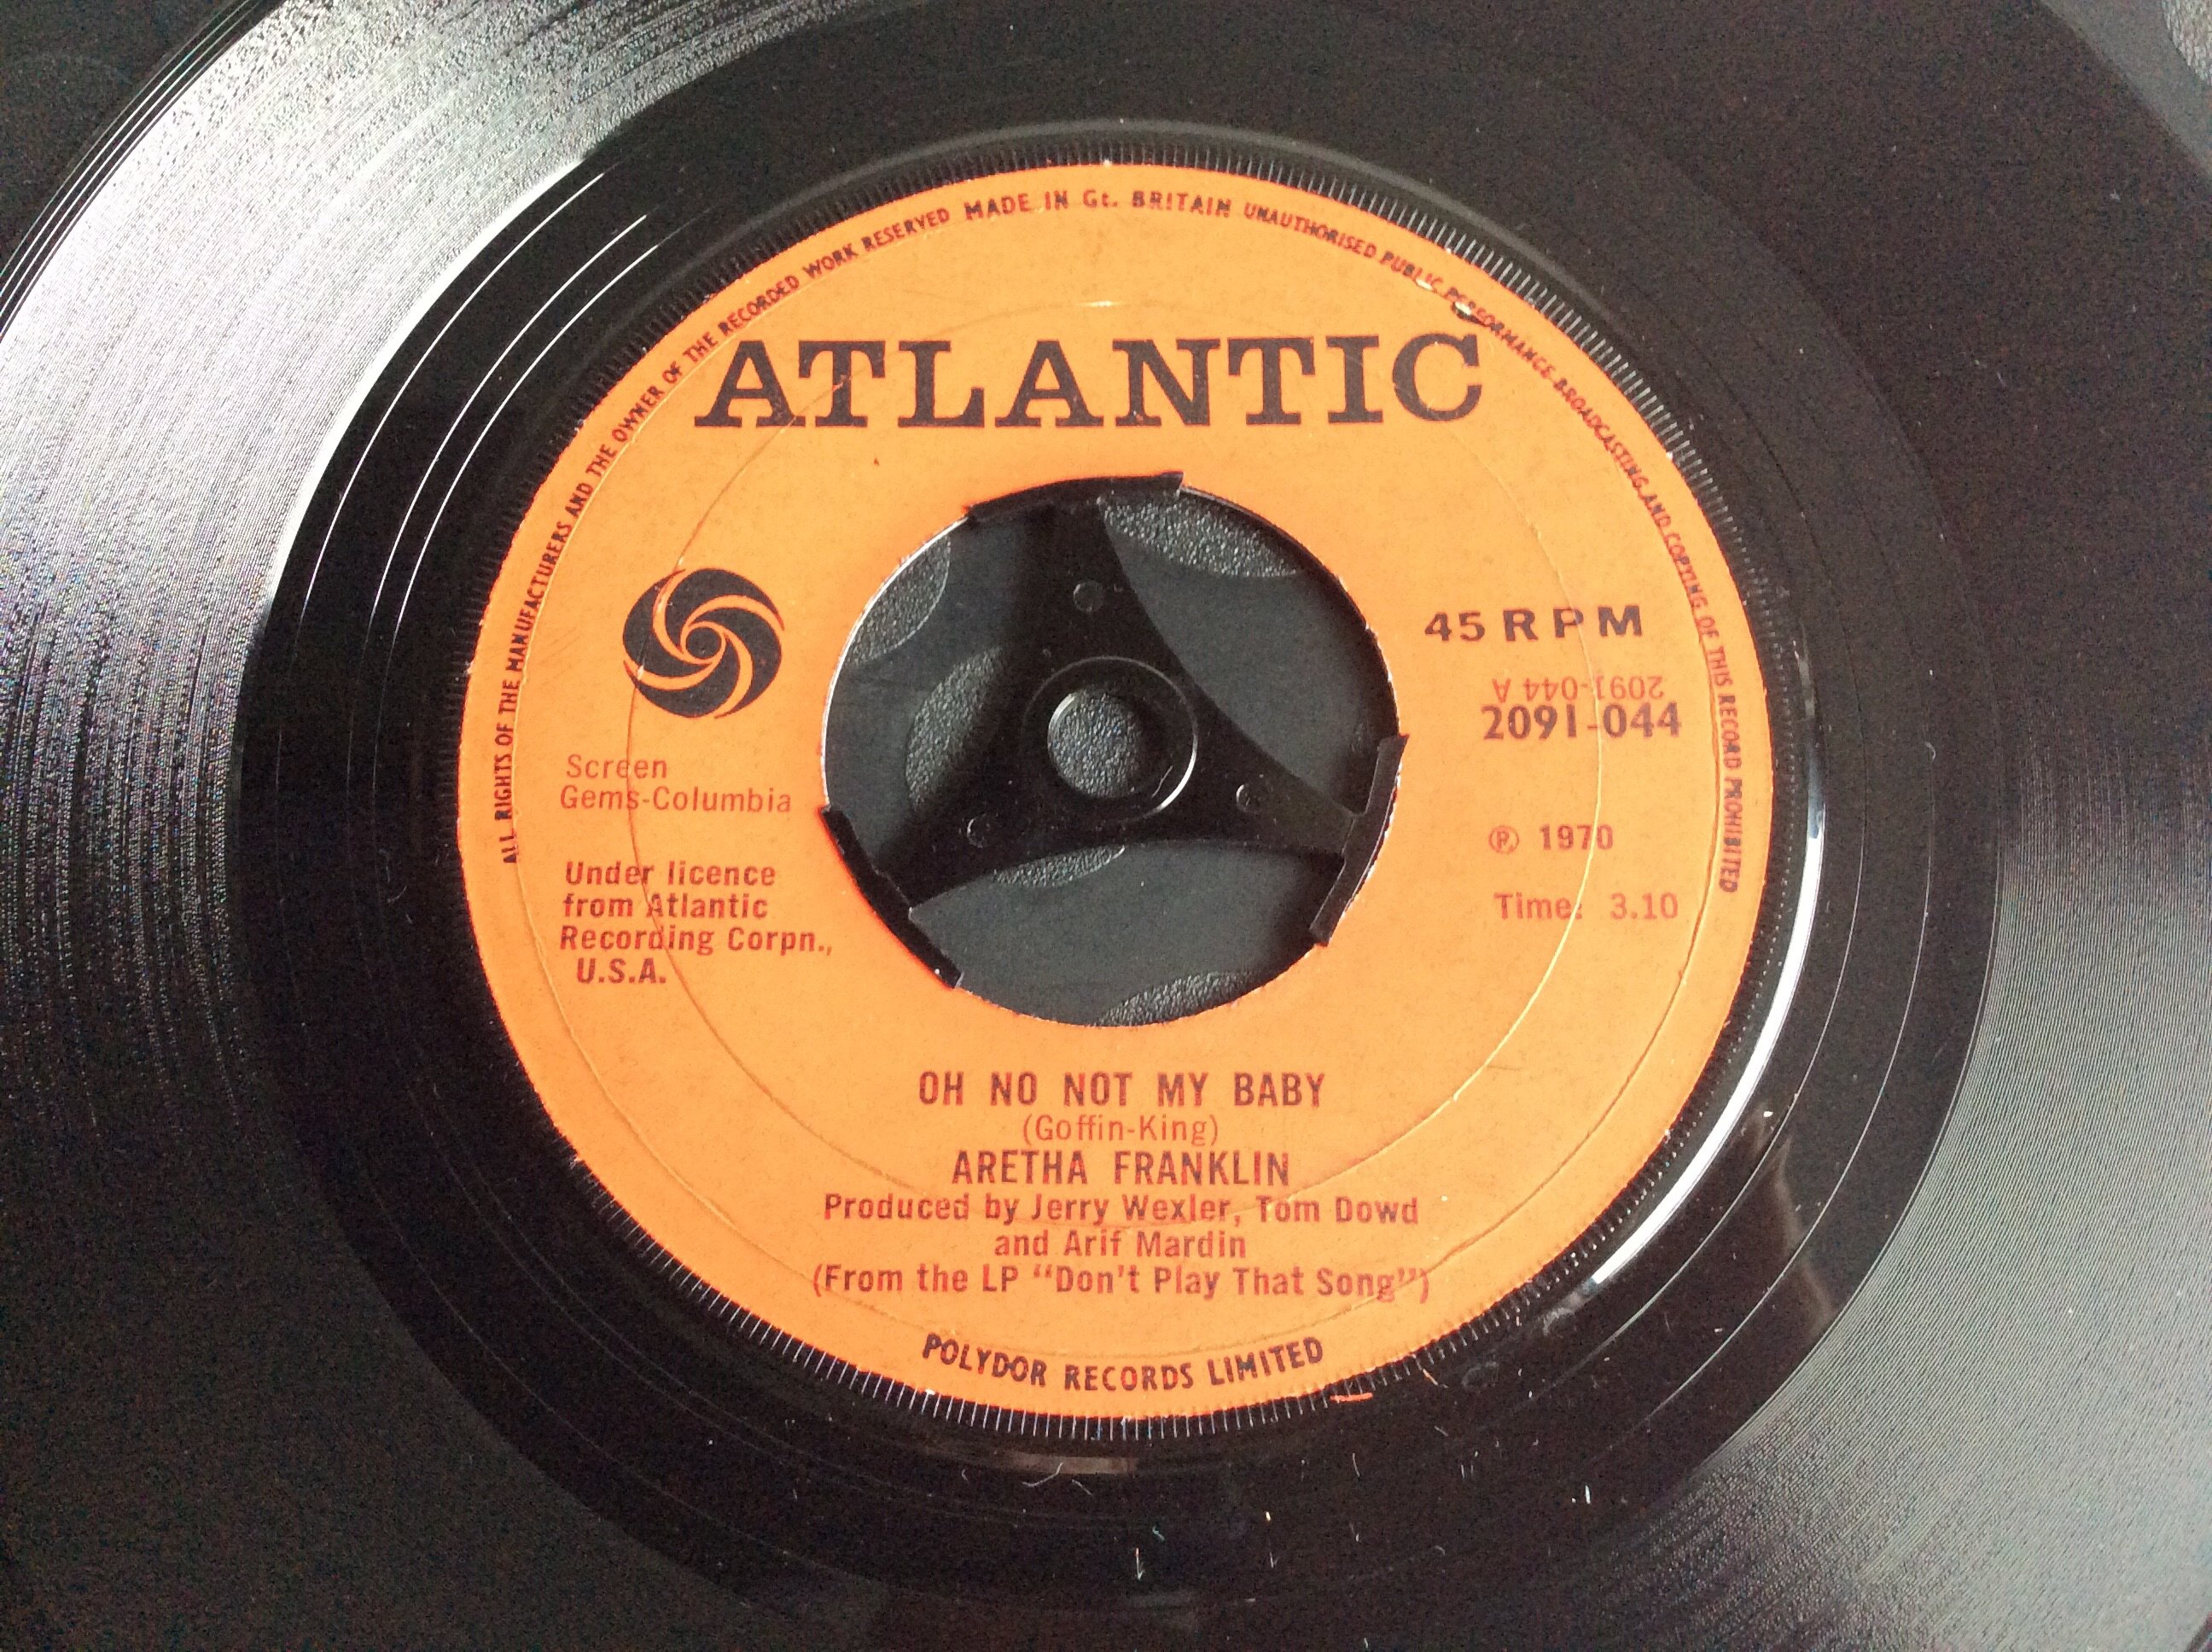 ALL RIGHTS OF THE MANUFACTURERS AND THE OWNER OF THE RECORDED WORK RESERVED MADE IN Gt. BRITAIN UNAUTHORISED PUBLIC PERFORMANCE BROADCASTING AND COPYING OF THIS RECORD PROHIBITED
ATLANTIC
45 RPM
2091-044 A
2091-044
Screen
Gems-Columbia
℗ 1970
Under licence
from Atlantic
Recording Corpn.,
U.S.A.
Time: 3.10
OH NO NOT MY BABY
(Goffin-King)
ARETHA FRANKLIN
Produced by Jerry Wexler, Tom Dowd
and Arif Mardin
(From the LP “Don't Play That Song”)
POLYDOR RECORDS LIMITED